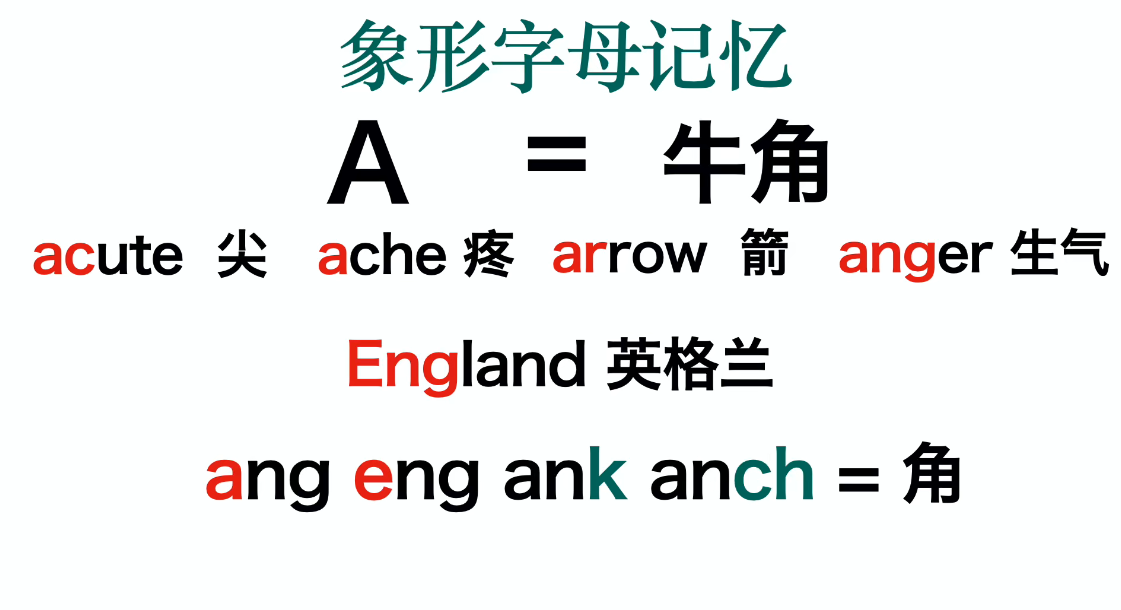 象形字母记忆
A = 牛角
acute 尖 ache 疼 arrow 箭 anger 生气
England 英格兰
ang eng ank anch = 角